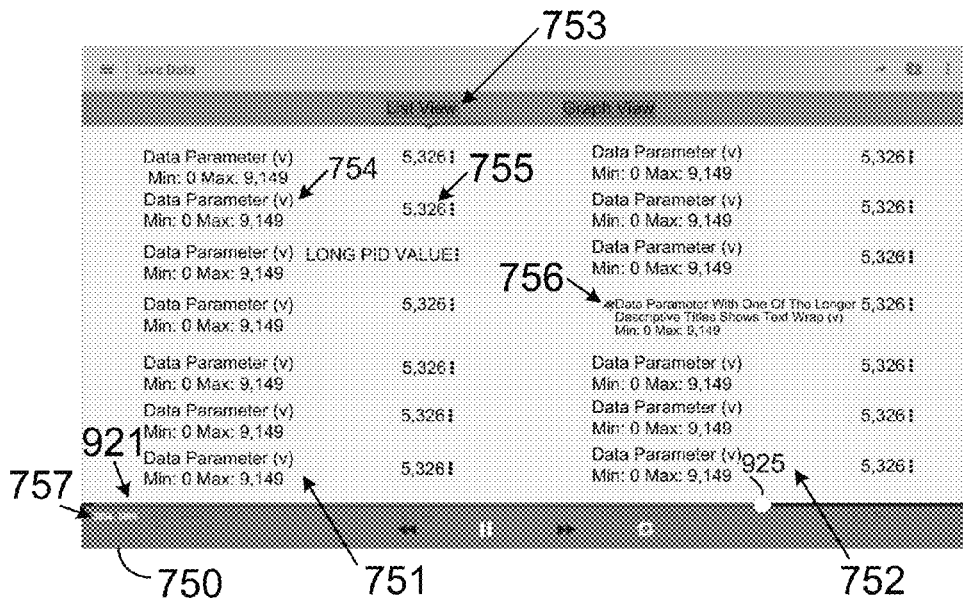 753
Live Data
List View
Graph View
Data Parameter (v)
Min: 0 Max: 9,149
5,326
754
Data Parameter (v)
Min: 0 Max: 9,149
5,326
755
Data Parameter (v)
Min: 0 Max: 9,149
LONG PID VALUE
Data Parameter (v)
Min: 0 Max: 9,149
5,326
Data Parameter (v)
Min: 0 Max: 9,149
5,326
Data Parameter (v)
Min: 0 Max: 9,149
5,326
Data Parameter (v)
Min: 0 Max: 9,149
5,326
Data Parameter (v)
Min: 0 Max: 9,149
5,326
Data Parameter (v)
Min: 0 Max: 9,149
5,326
Data Parameter (v)
Min: 0 Max: 9,149
5,326
756
Data Parameter With One Of The Longer
Descriptive Titles Shows Text Wrap (v)
Min: 0 Max: 9,149
5,326
Data Parameter (v)
Min: 0 Max: 9,149
5,326
Data Parameter (v)
Min: 0 Max: 9,149
5,326
Data Parameter (v)
Min: 0 Max: 9,149
5,326
921
925
757
750
751
752